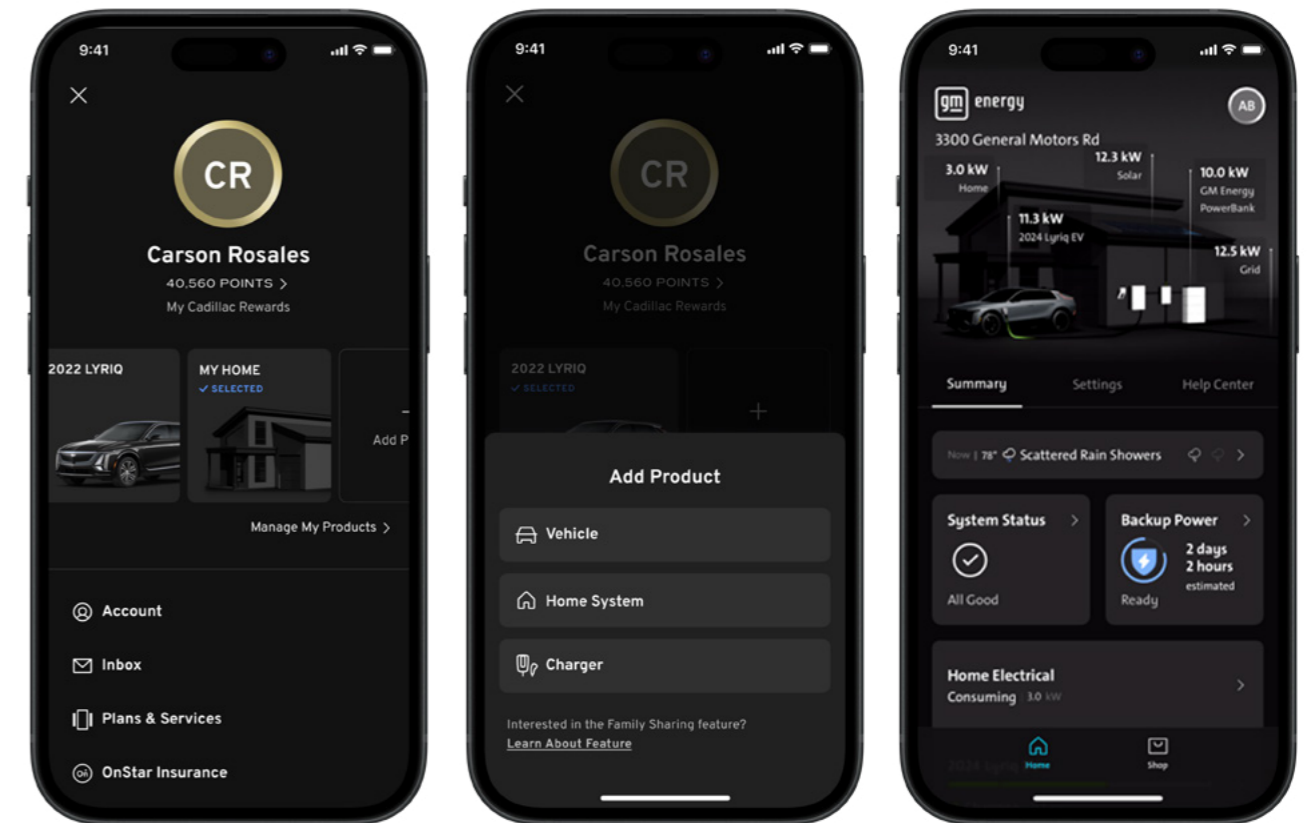 9:41
CR
Carson Rosales
40,560 POINTS >
My Cadillac Rewards
2022 LYRIQ
MY HOME
✓ SELECTED
Add P
Manage My Products >
Account
Inbox
Plans & Services
OnStar Insurance
9:41
CR
Carson Rosales
40,560 POINTS >
My Cadillac Rewards
2022 LYRIQ
✓ SELECTED
Add Product
Vehicle
Home System
Charger
Interested in the Family Sharing feature?
Learn About Feature
9:41
gm energy
AB
3300 General Motors Rd
3.0 kW
Home
12.3 kW
Solar
10.0 kW
GM Energy
PowerBank
11.3 kW
2024 Lyriq EV
12.5 kW
Grid
Summary
Settings
Help Center
Now | 78° Scattered Rain Showers
System Status
All Good
Backup Power
2 days
2 hours
estimated
Ready
Home Electrical
Consuming 3.0 kW
2024 Lyriq
Home
Shop